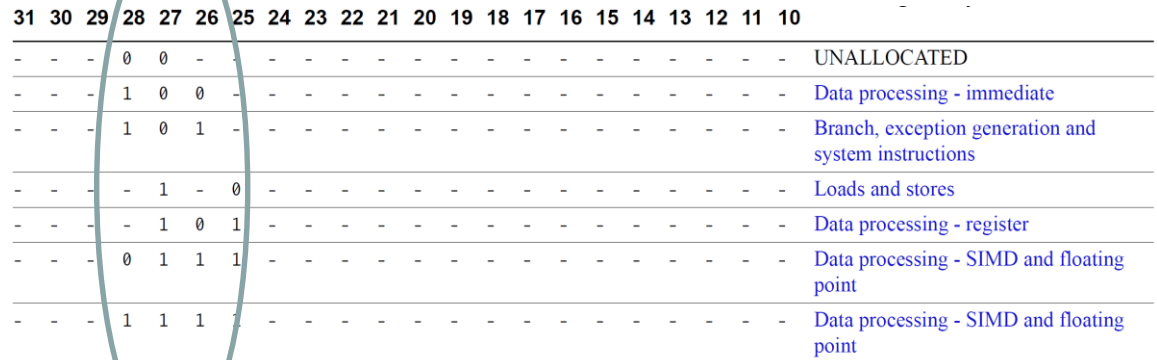 31 30 29 28 27 26 25 24 23 22 21 20 19 18 17 16 15 14 13 12 11 10
- - - 0 0 - - - - - - - - - - - - - - - - - UNALLOCATED
- - - 1 0 0 - - - - - - - - - - - - - - - - Data processing - immediate
- - - 1 0 1 - - - - - - - - - - - - - - - - Branch, exception generation and
system instructions
- - - - 1 - 0 - - - - - - - - - - - - - - - Loads and stores
- - - - 1 0 1 - - - - - - - - - - - - - - - Data processing - register
- - - 0 1 1 1 - - - - - - - - - - - - - - - Data processing - SIMD and floating
point
- - - 1 1 1 1 - - - - - - - - - - - - - - - Data processing - SIMD and floating
point